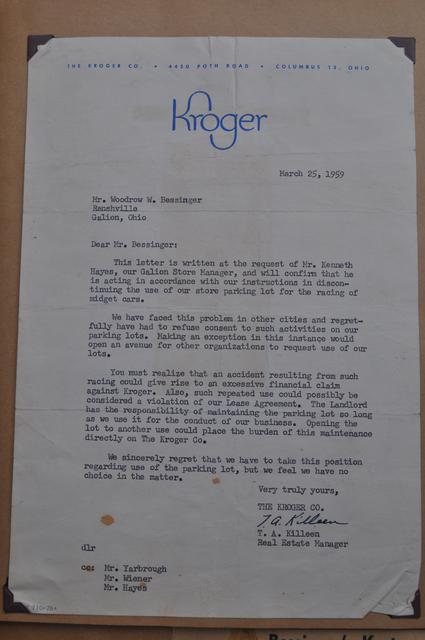 THE KROGER CO. • 4450 POTH ROAD • COLUMBUS 13, OHIO
Kroger
March 25, 1959
Mr. Woodrow W. Bessinger
Ranshville
Galion, Ohio
Dear Mr. Bessinger:
This letter is written at the request of Mr. Kenneth
Hayes, our Galion Store Manager, and will confirm that he
is acting in accordance with our instructions in discon-
tinuing the use of our store parking lot for the racing of
midget cars.
We have faced this problem in other cities and regret-
fully have had to refuse consent to such activities on our
parking lots. Making an exception in this instance would
open an avenue for other organizations to request use of our
lots.
You must realize that an accident resulting from such
racing could give rise to an excessive financial claim
against Kroger. Also, such repeated use could possibly be
considered a violation of our Lease Agreement. The Landlord
has the responsibility of maintaining the parking lot so long
as we use it for the conduct of our business. Opening the
lot to another use could place the burden of this maintenance
directly on The Kroger Co.
We sincerely regret that we have to take this position
regarding use of the parking lot, but we feel we have no
choice in the matter.
Very truly yours,
THE KROGER CO.
T. A. Killeen
T. A. Killeen
Real Estate Manager
dlr
cc: Mr. Yarbrough
Mr. Wiener
Mr. Hayes